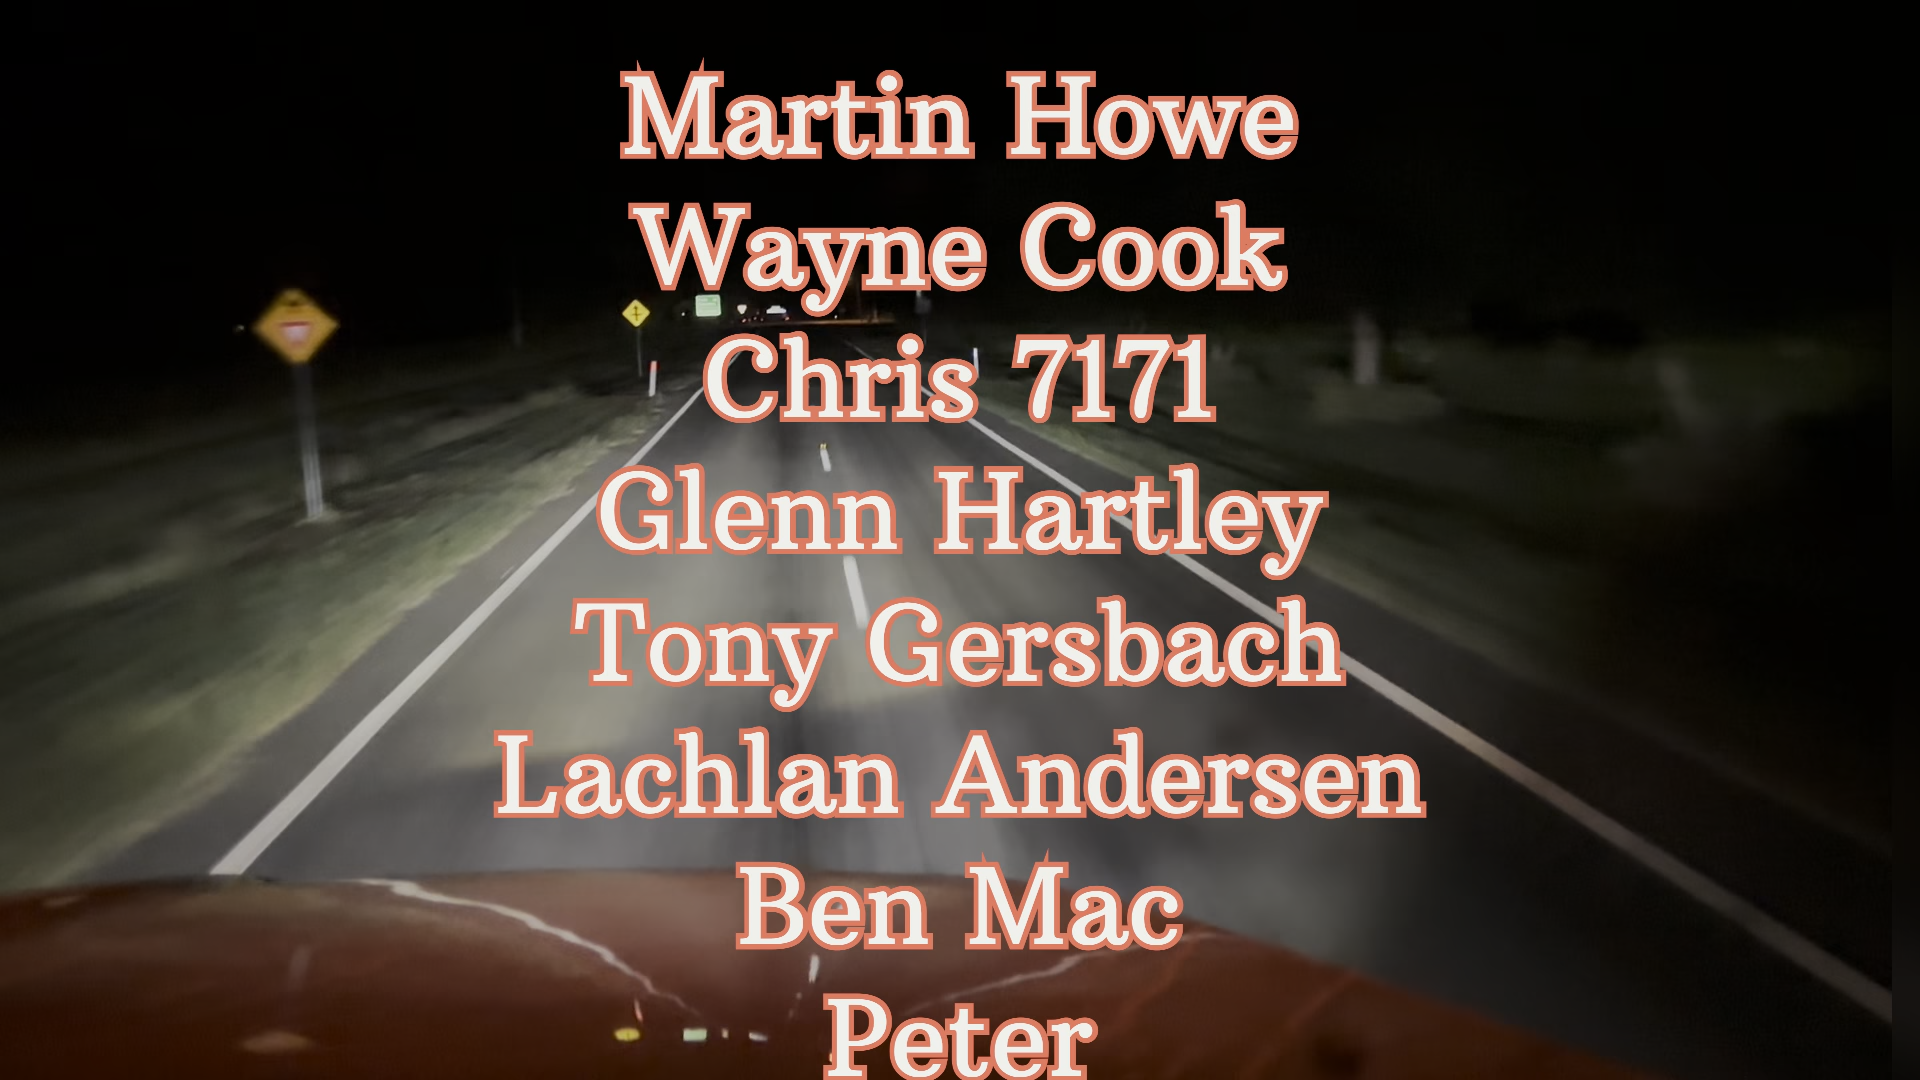 Martin Howe
Wayne Cook
Chris 7171
Glenn Hartley
Tony Gersbach
Lachlan Andersen
Ben Mac
Peter